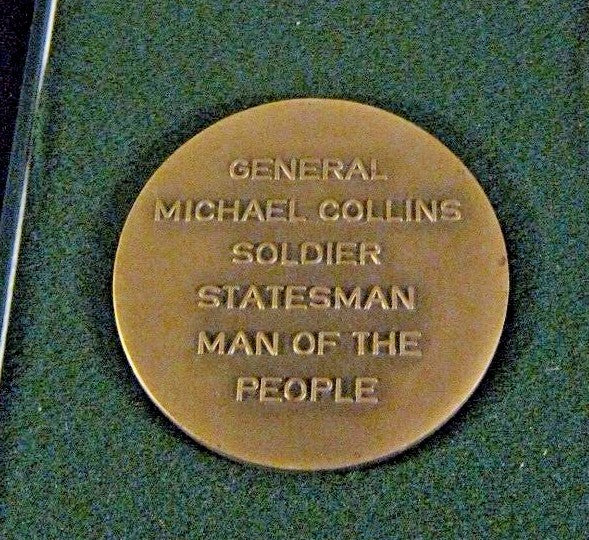 GENERAL
MICHAEL COLLINS
SOLDIER
STATESMAN
MAN OF THE
PEOPLE